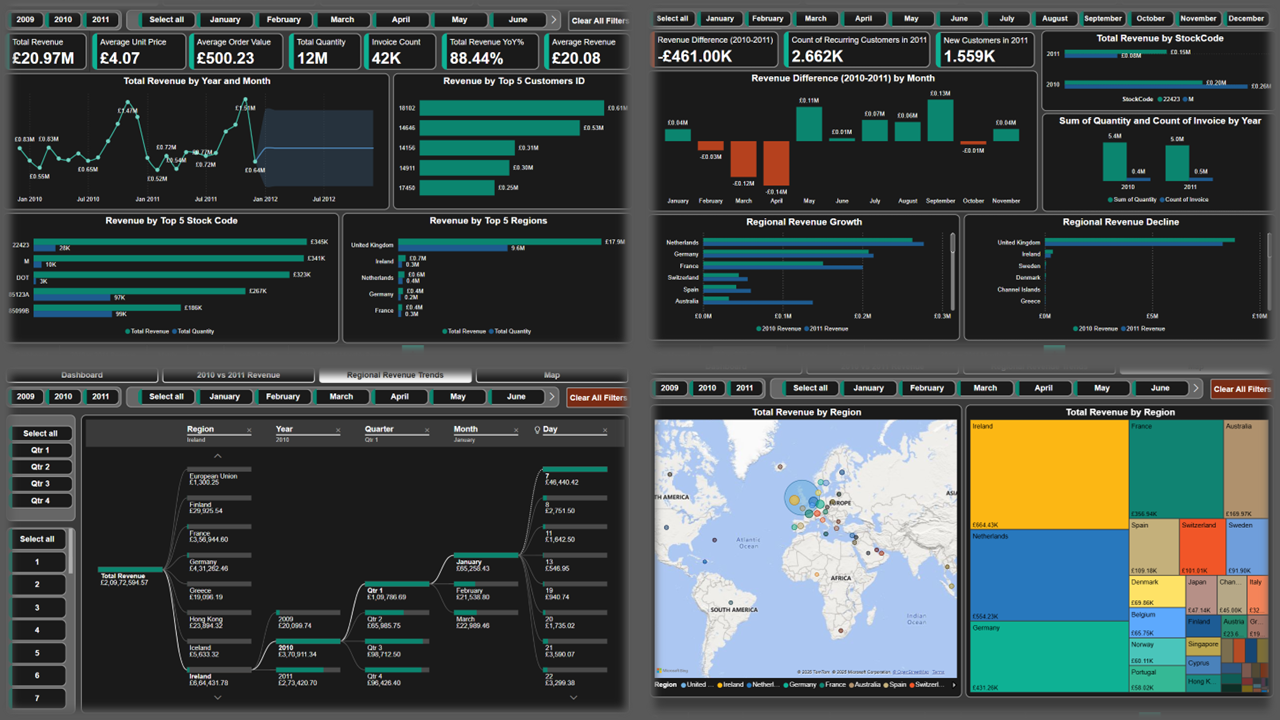 2009 2010 2011 Select all January February March April May June Clear All Filters
Total Revenue Average Unit Price Average Order Value Total Quantity Invoice Count Total Revenue YoY% Average Revenue
£20.97M £4.07 £500.23 12M 42K 88.44% £20.08
Total Revenue by Year and Month
£0.83M £0.83M £0.55M £0.65M £1.47M £0.72M £0.52M £0.54M £0.72M £0.64M
Jan 2010 Jul 2010 Jan 2011 Jul 2011 Jan 2012 Jul 2012
Revenue by Top 5 Customers ID
18102 £0.61M
14646 £0.53M
14156 £0.31M
14911 £0.30M
17450 £0.25M
Revenue by Top 5 Stock Code
22423 £345K 28K
M £341K 10K
DOT £323K 3K
85123A £267K 97K
85099B £186K 99K
Total Revenue Total Quantity
Revenue by Top 5 Regions
United Kingdom £17.9M 9.6M
Ireland £0.7M 0.3M
Netherlands £0.6M 0.4M
Germany £0.4M 0.2M
France £0.4M 0.3M
Total Revenue Total Quantity
Select all January February March April May June July August September October November December
Revenue Difference (2010-2011) Count of Recurring Customers in 2011 New Customers in 2011
-£461.00K 2.662K 1.559K
Revenue Difference (2010-2011) by Month
£0.04M -£0.03M -£0.12M -£0.14M £0.11M £0.01M £0.07M £0.06M £0.13M -£0.01M £0.04M
January February March April May June July August September October November
Total Revenue by StockCode
2011 £0.15M £0.08M
2010 £0.20M £0.26M
StockCode 22423 M
Sum of Quantity and Count of Invoice by Year
5.4M 0.4M 5.0M 0.5M
2010 2011
Sum of Quantity Count of Invoice
Regional Revenue Growth
Netherlands
Germany
France
Switzerland
Spain
Australia
£0.0M £0.1M £0.2M £0.3M
2010 Revenue 2011 Revenue
Regional Revenue Decline
United Kingdom
Ireland
Sweden
Denmark
Channel Islands
Greece
£0M £5M £10M
2010 Revenue 2011 Revenue
Dashboard 2010 vs 2011 Revenue Regional Revenue Trends Map
2009 2010 2011 Select all January February March April May June Clear All Filters
Select all
Qtr 1
Qtr 2
Qtr 3
Qtr 4
Select all
1
2
3
4
5
6
7
Region Year Quarter Month Day
Ireland 2010 Qtr 1 January
Total Revenue
£2,09,72,594.57
European Union
£1,300.25
Finland
£29,925.54
France
£3,56,944.60
Germany
£4,31,262.46
Greece
£19,098.19
Hong Kong
£23,894.32
Iceland
£5,633.32
Ireland
£6,64,431.78
2009
£20,099.74
2010
£3,70,911.34
2011
£2,73,420.70
Qtr 1
£1,09,786.69
Qtr 2
£65,985.75
Qtr 3
£98,712.50
Qtr 4
£96,426.40
January
£65,258.43
February
£21,538.80
March
£22,989.46
7
£46,440.42
8
£2,751.50
11
£1,642.50
13
£546.95
19
£940.74
20
£1,735.02
21
£3,590.07
22
£3,299.38
2009 2010 2011 Select all January February March April May June Clear All Filters
Total Revenue by Region
TH AMERICA
EUROPE
ASIA
Atlantic
Ocean
AFRICA
SOUTH AMERICA
Indian
Ocean
© 2025 TomTom, © 2025 Microsoft Corporation, © OpenStreetMap Terms
Region United ... Ireland Netherl... Germany France Australia Spain Switzerl...
Total Revenue by Region
Ireland
£664.43K
Netherlands
£554.23K
Germany
£431.26K
France
£356.94K
Australia
£169.97K
Spain
£109.18K
Switzerland
£101.01K
Sweden
£91.90K
Denmark
£69.86K
Belgium
£65.75K
Norway
£60.11K
Portugal
£58.02K
Japan
£47.14K
Chan...
£45.09K
Italy
£32
Finland
Austria
£23.6...
Gr...
£19
Singapore
Cyprus
Hong K...